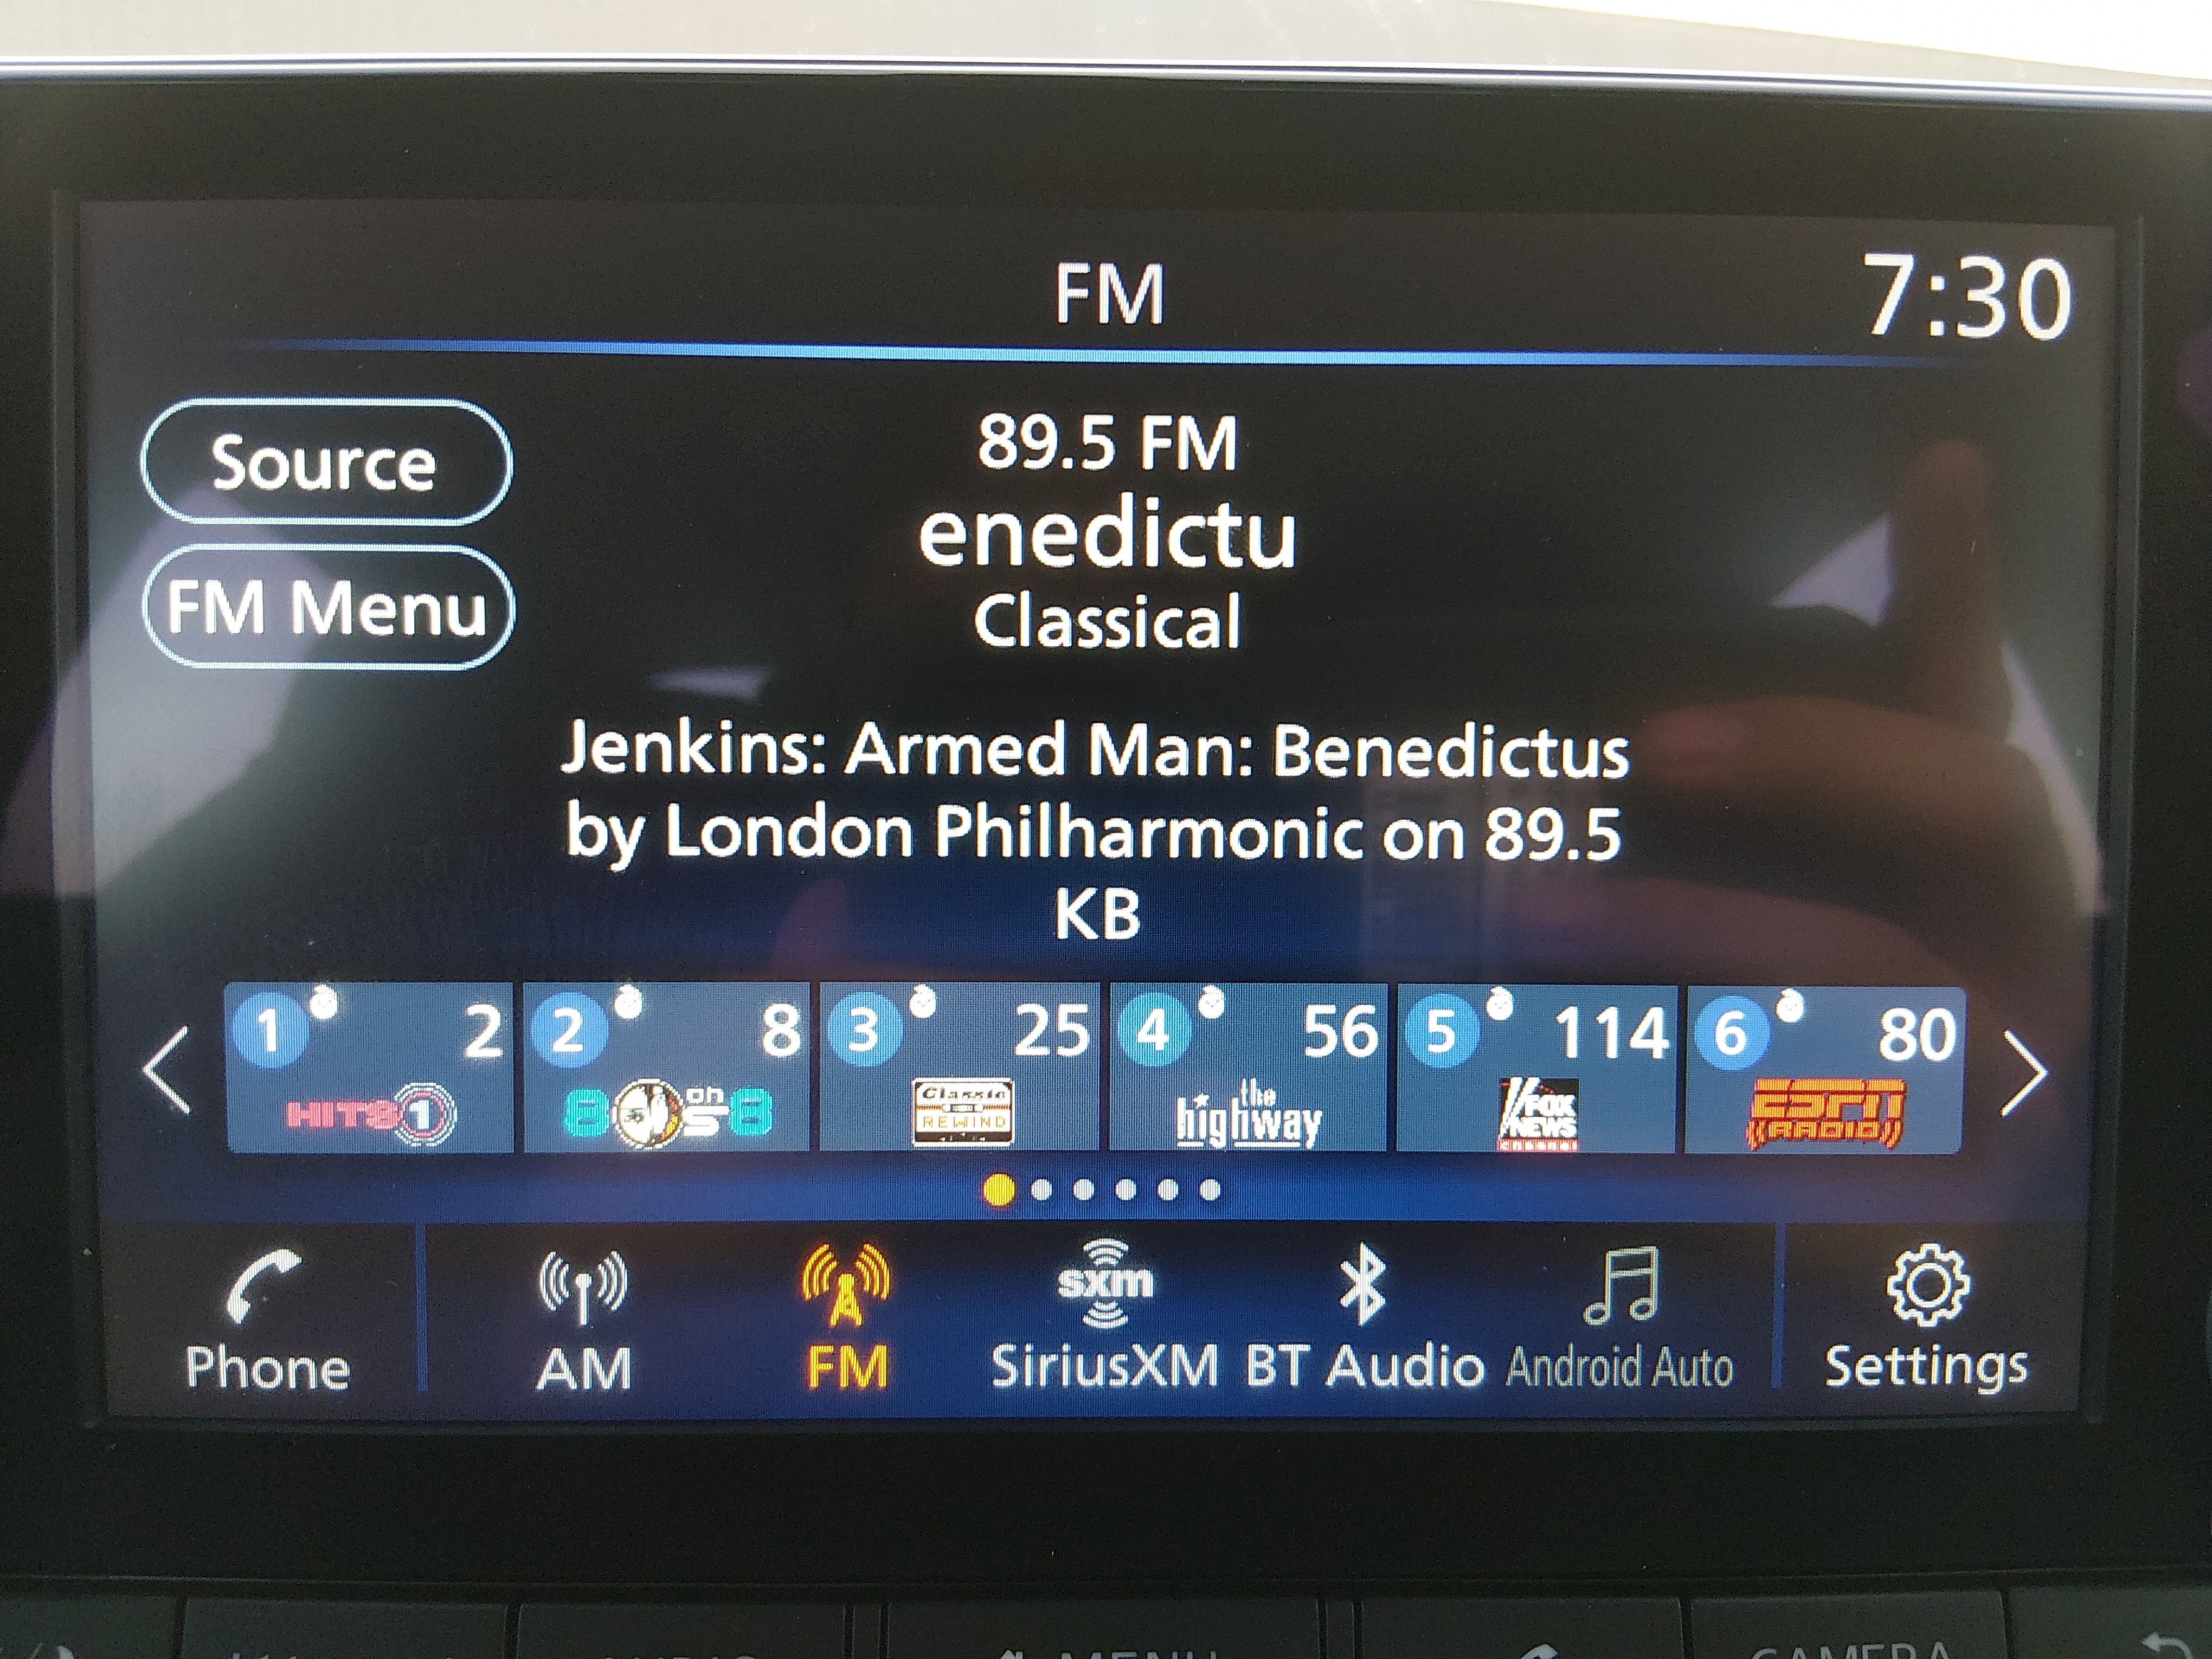 FM
7:30
Source
89.5 FM
enedictu
FM Menu
Classical
Jenkins: Armed Man: Benedictus
by London Philharmonic on 89.5
KB
1 2
2 8
3 25
4 56
5 114
6 80
HITS 1
80s on 8
Classic
REWIND
the
highway
FOX
NEWS
channel
ESPN
RADIO
sxm
Phone
AM
FM
SiriusXM
BT Audio
Android Auto
Settings
MENU
CAMERA